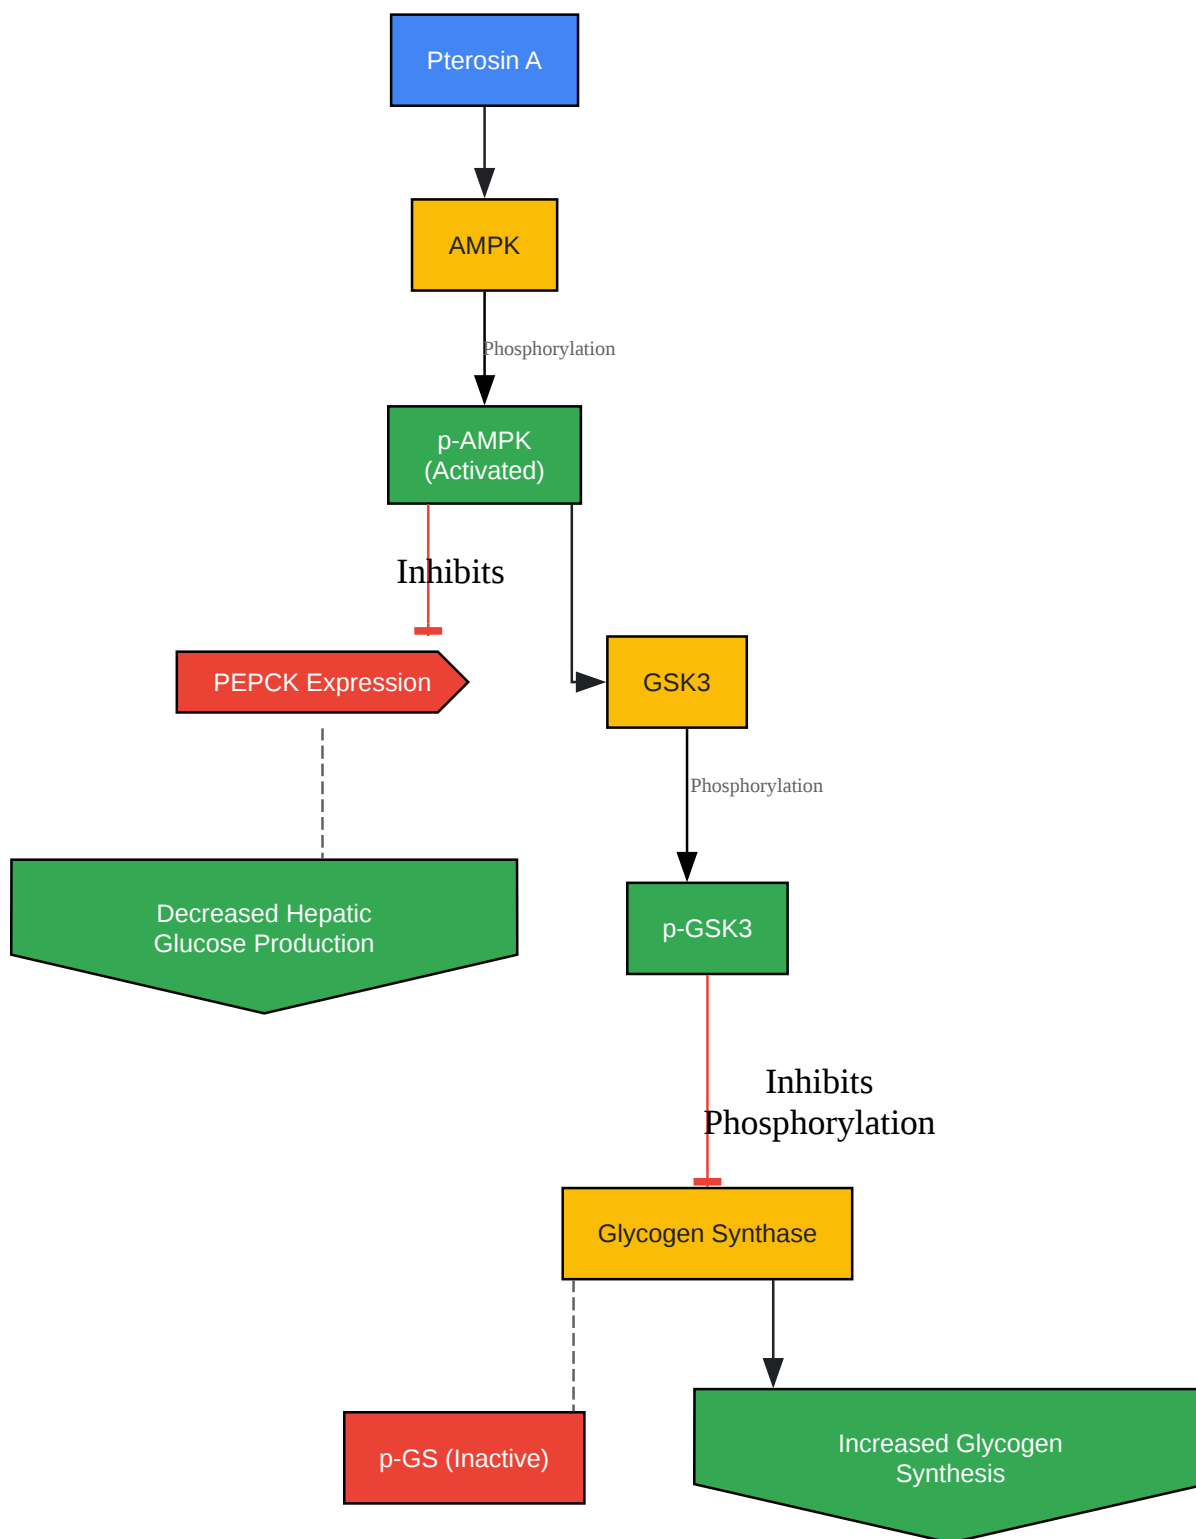 Pterosin A
AMPK
Phosphorylation
p-AMPK
(Activated)
Inhibits
PEPCK Expression
GSK3
Phosphorylation
Decreased Hepatic
Glucose Production
p-GSK3
Inhibits
Phosphorylation
Glycogen Synthase
p-GS (Inactive)
Increased Glycogen
Synthesis